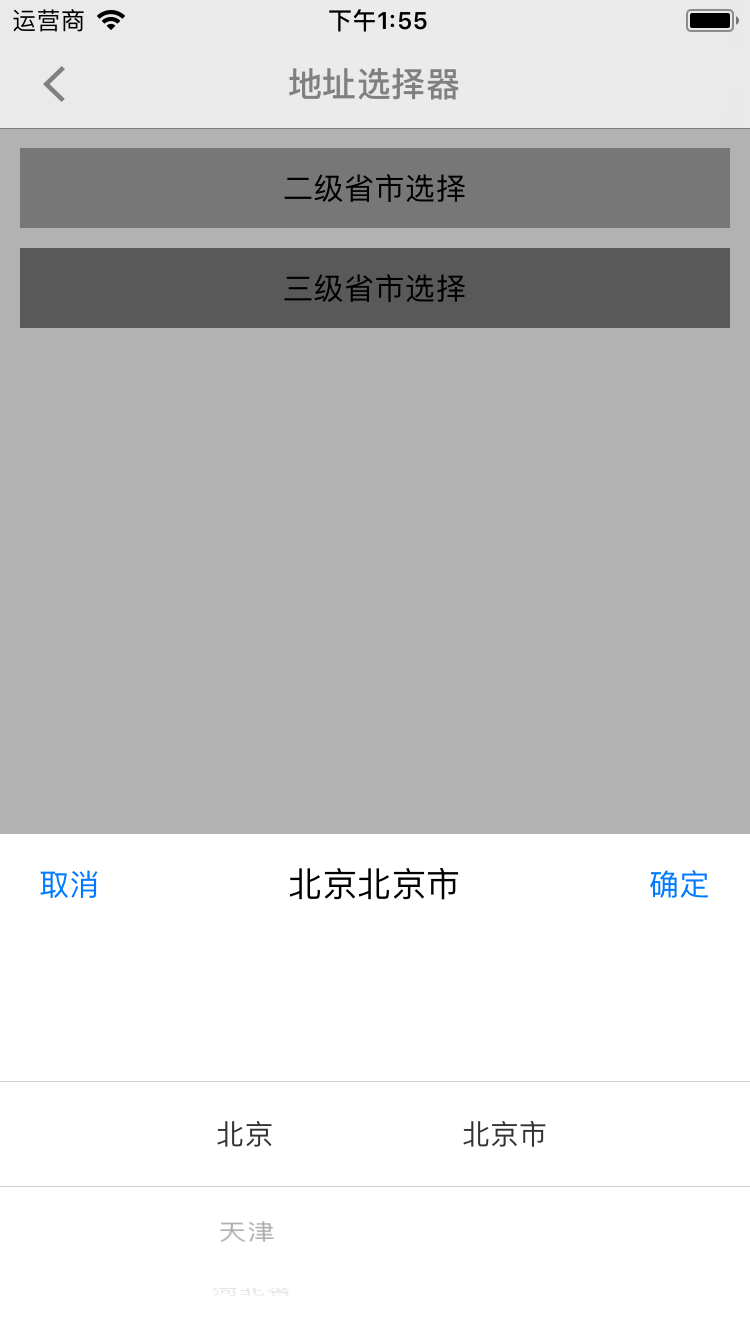 运营商 下午1:55
地址选择器
二级省市选择
三级省市选择
取消 北京北京市 确定
北京 北京市
天津